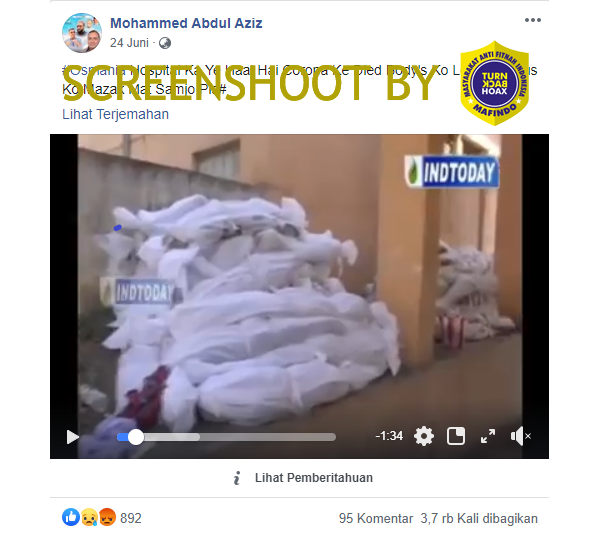 Mohammed Abdul Aziz
24 Juni
SCREENSHOOT BY
MASYARAKAT ANTI FITNAH INDONESIA
TURN
BACK
HOAX
MAFINDO
#Osmania Hospital Ka Ye Haal Hai Corona Ke Died Body's Ko
Ko Mazak Mat Samjo Pl #
Lihat Terjemahan
INDTODAY
INDTODAY
-1:34
Lihat Pemberitahuan
892
95 Komentar 3,7 rb Kali dibagikan